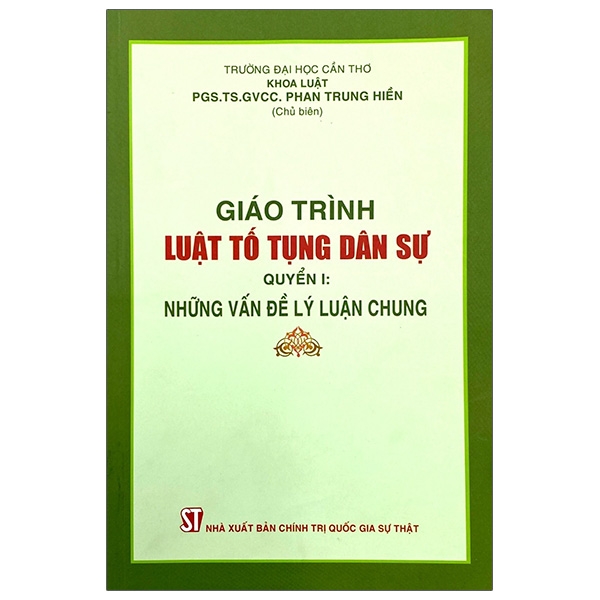 TRƯỜNG ĐẠI HỌC CẦN THƠ
KHOA LUẬT
PGS.TS.GVCC. PHAN TRUNG HIỀN
(Chủ biên)
GIÁO TRÌNH
LUẬT TỐ TỤNG DÂN SỰ
QUYỂN I:
NHỮNG VẤN ĐỀ LÝ LUẬN CHUNG
ST NHÀ XUẤT BẢN CHÍNH TRỊ QUỐC GIA SỰ THẬT